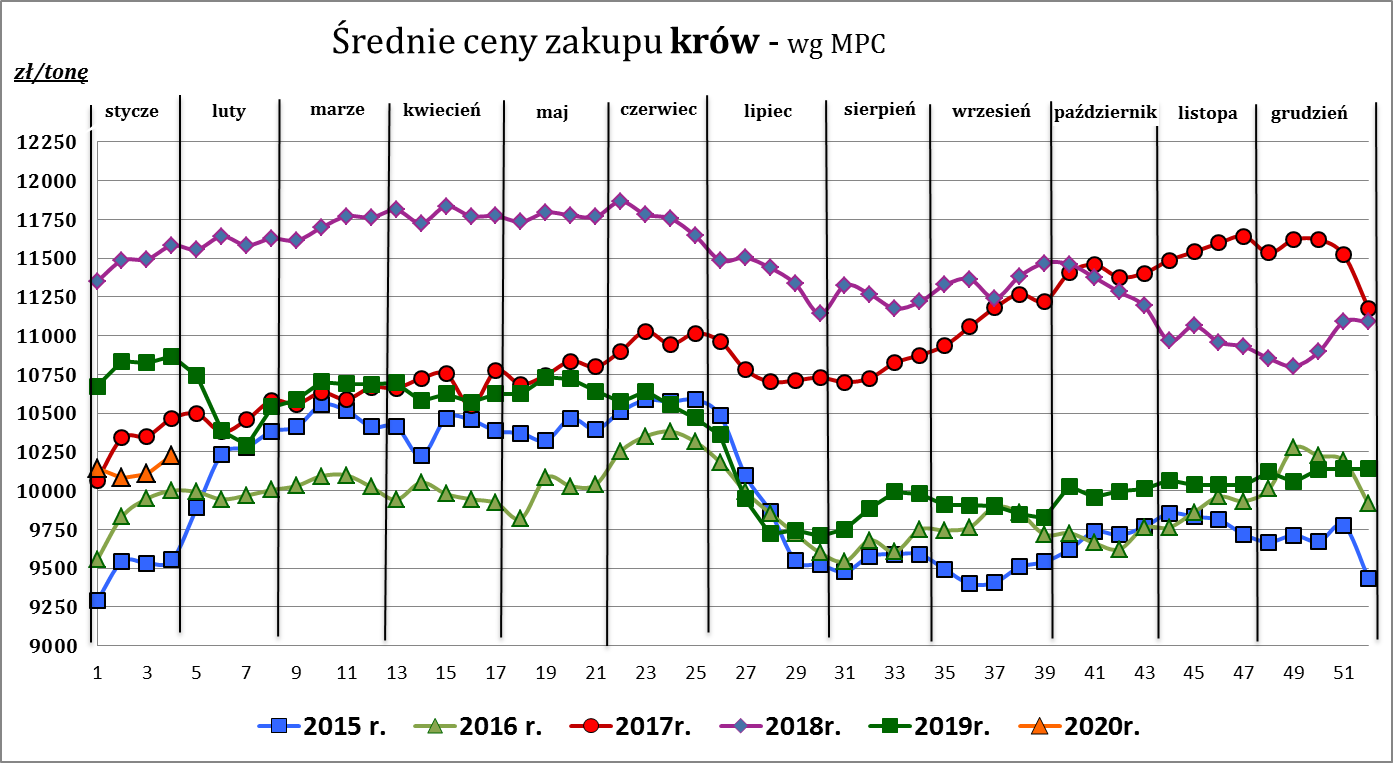 Średnie ceny zakupu krów - wg MPC
zł/tonę
stycze luty marze kwiecień maj czerwiec lipiec sierpień wrzesień październik listopa grudzień
12250
12000
11750
11500
11250
11000
10750
10500
10250
10000
9750
9500
9250
9000
1 3 5 7 9 11 13 15 17 19 21 23 25 27 29 31 33 35 37 39 41 43 45 47 49 51
2015 r. 2016 r. 2017r. 2018r. 2019r. 2020r.